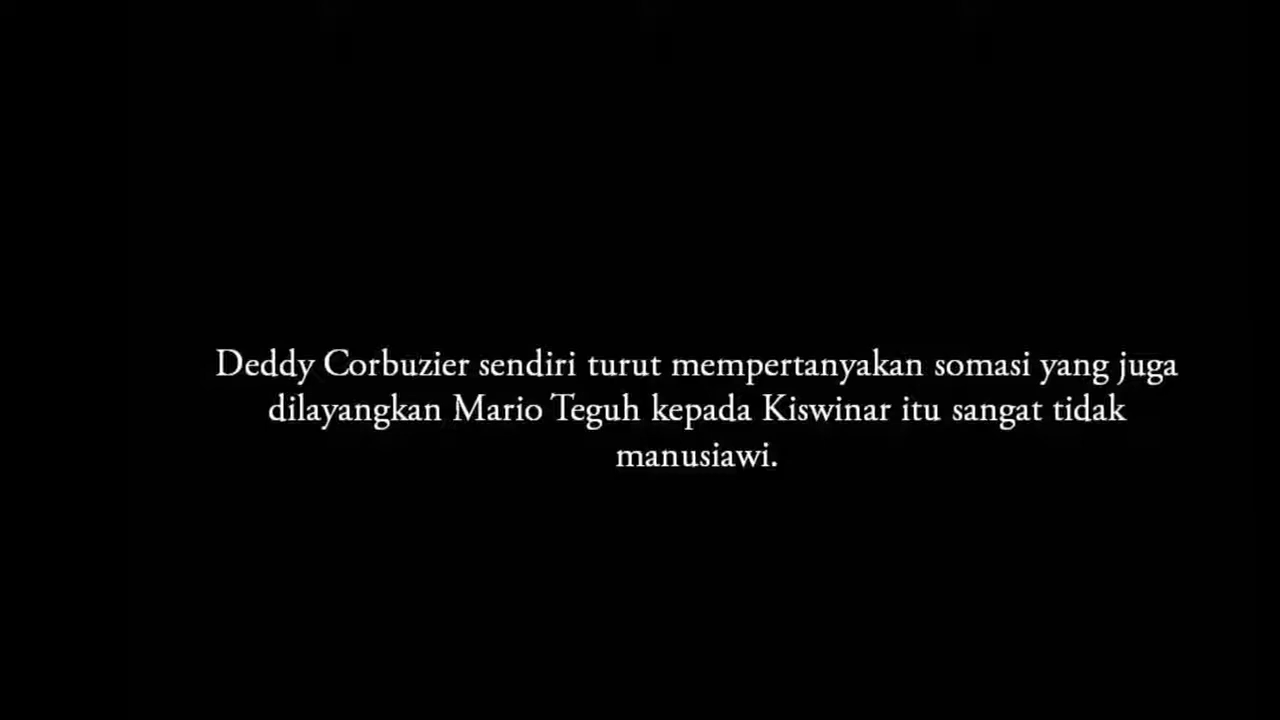 Deddy Corbuzier sendiri turut mempertanyakan somasi yang juga
dilayangkan Mario Teguh kepada Kiswinar itu sangat tidak
manusiawi.